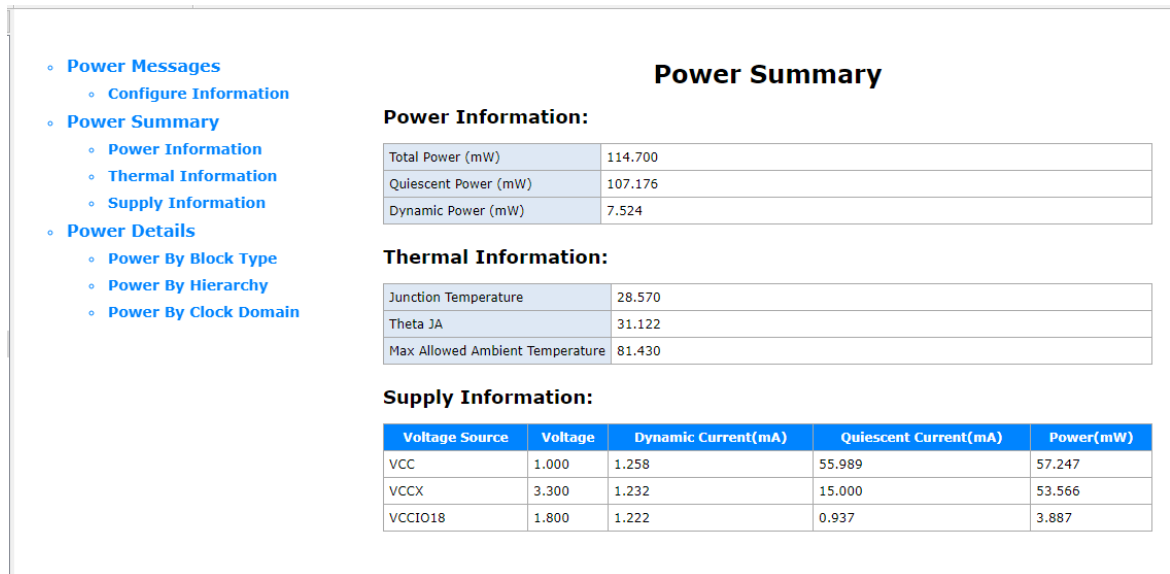 Power Messages
Configure Information
Power Summary
Power Information
Thermal Information
Supply Information
Power Details
Power By Block Type
Power By Hierarchy
Power By Clock Domain
Power Summary
Power Information:
Total Power (mW) 114.700
Quiescent Power (mW) 107.176
Dynamic Power (mW) 7.524
Thermal Information:
Junction Temperature 28.570
Theta JA 31.122
Max Allowed Ambient Temperature 81.430
Supply Information:
Voltage Source Voltage Dynamic Current(mA) Quiescent Current(mA) Power(mW)
VCC 1.000 1.258 55.989 57.247
VCCX 3.300 1.232 15.000 53.566
VCCIO18 1.800 1.222 0.937 3.887